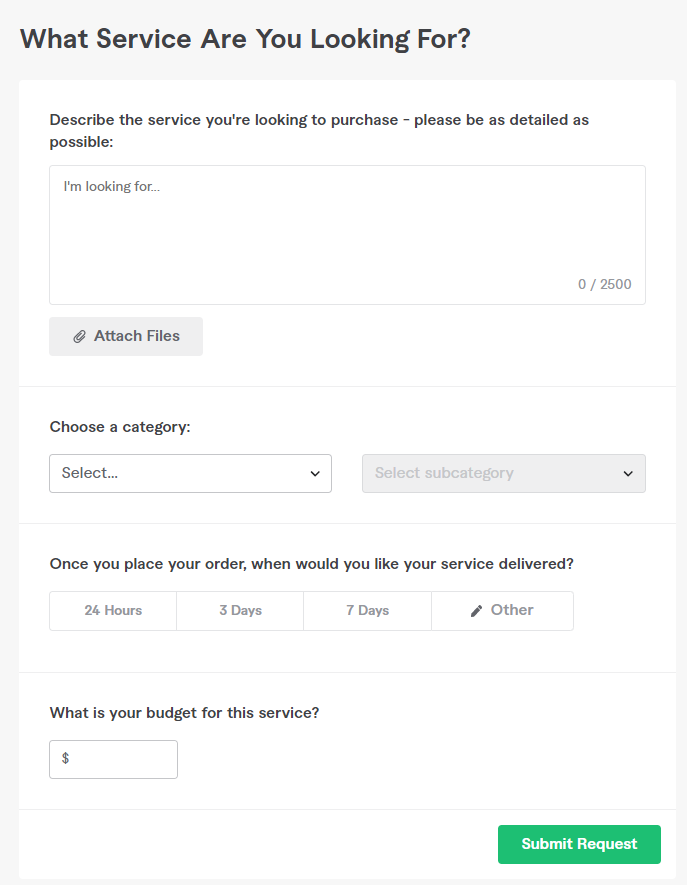 What Service Are You Looking For?
Describe the service you're looking to purchase - please be as detailed as
possible:
I'm looking for...
0 / 2500
Attach Files
Choose a category:
Select...
Select subcategory
Once you place your order, when would you like your service delivered?
24 Hours
3 Days
7 Days
Other
What is your budget for this service?
$
Submit Request